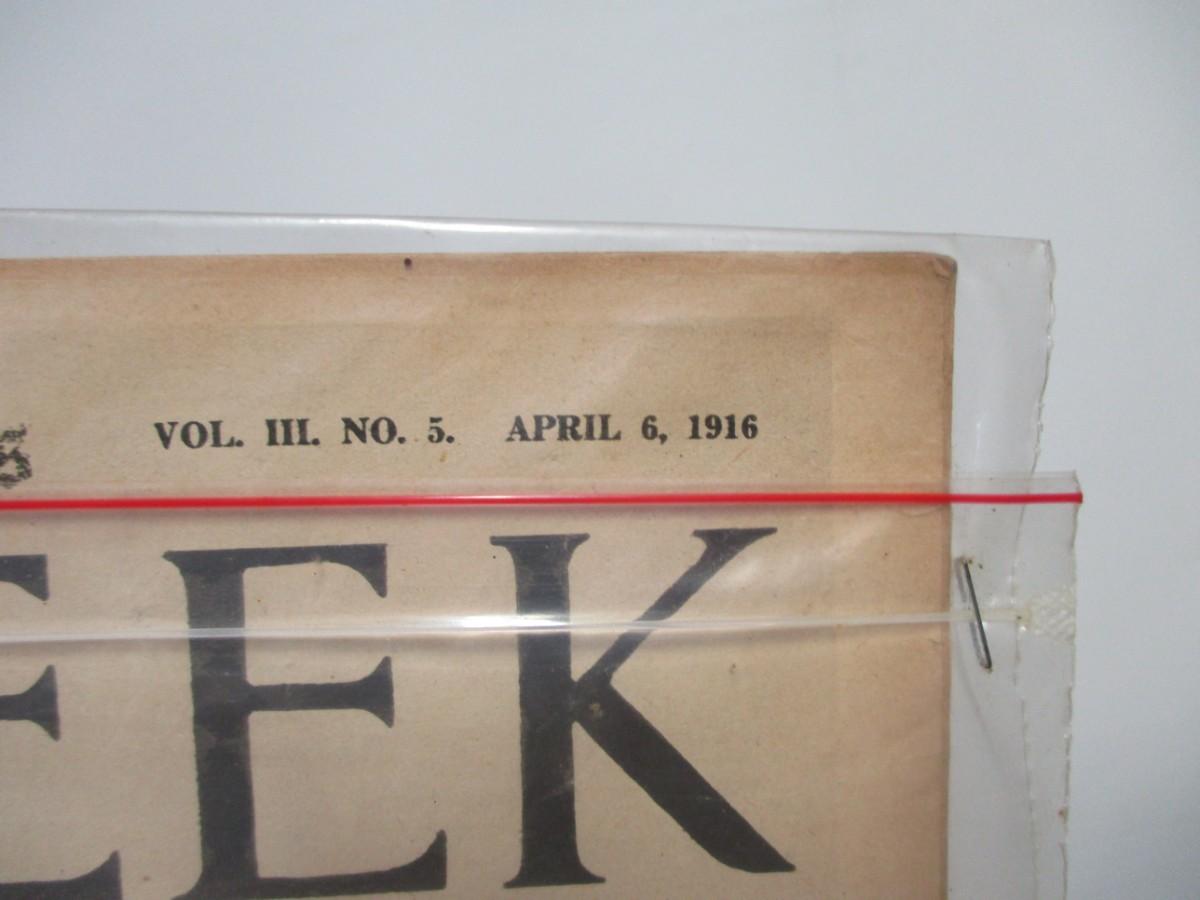 VOL. III. NO. 5. APRIL 6, 1916
EEK